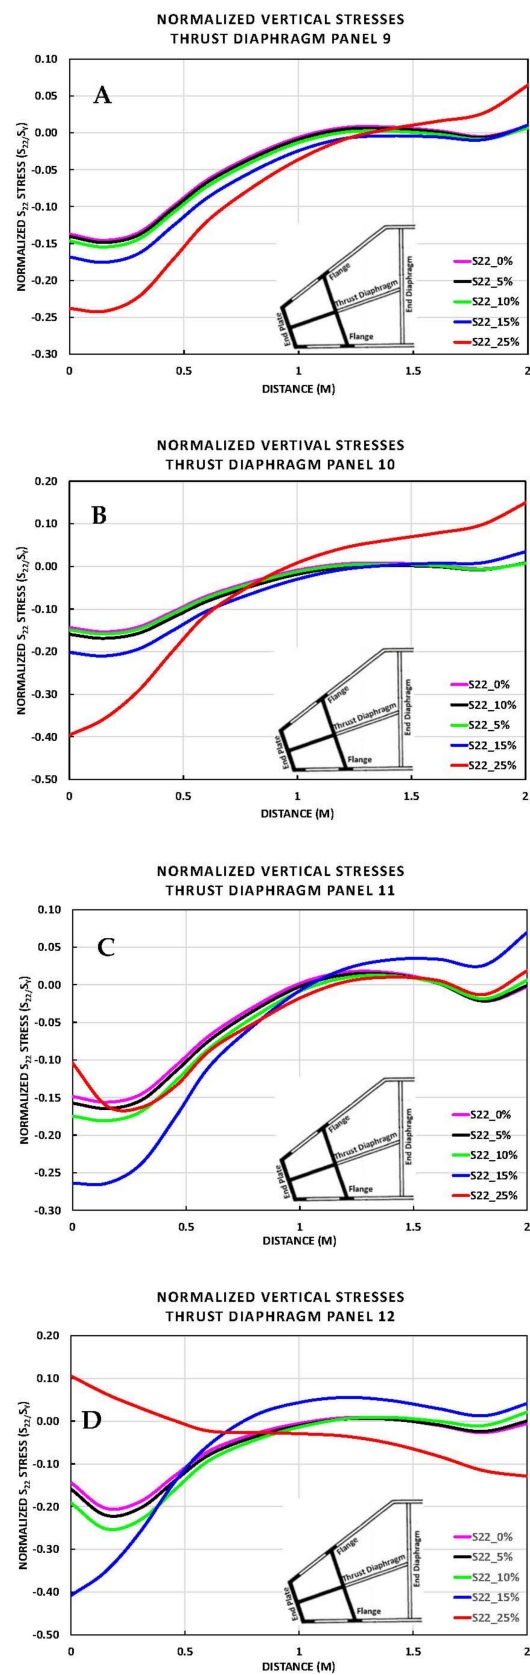 NORMALIZED VERTICAL STRESSES
THRUST DIAPHRAGM PANEL 9
A
NORMALIZED S22 STRESS (S22/SY)
0.10
0.05
0.00
-0.05
-0.10
-0.15
-0.20
-0.25
-0.30
Flange
Thrust Diaphragm
End Diaphragm
End Plate
Flange
S22_0%
S22_5%
S22_10%
S22_15%
S22_25%
0 0.5 1 1.5 2
DISTANCE (M)
NORMALIZED VERTIVAL STRESSES
THRUST DIAPHRAGM PANEL 10
B
NORMALIZED S22 STRESS (S22/SY)
0.20
0.10
0.00
-0.10
-0.20
-0.30
-0.40
-0.50
Flange
Thrust Diaphragm
End Diaphragm
End Plate
Flange
S22_0%
S22_10%
S22_5%
S22_15%
S22_25%
0 0.5 1 1.5 2
DISTANCE (M)
NORMALIZED VERTICAL STRESSES
THRUST DIAPHRAGM PANEL 11
C
NORMALIZED S22 STRESS (S22/SY)
0.10
0.05
0.00
-0.05
-0.10
-0.15
-0.20
-0.25
-0.30
Flange
Thrust Diaphragm
End Diaphragm
End Plate
Flange
S22_0%
S22_5%
S22_10%
S22_15%
S22_25%
0 0.5 1 1.5 2
DISTANCE (M)
NORMALIZED VERTICAL STRESSES
THRUST DIAPHRAGM PANEL 12
D
NORMALIZED S22 STRESS (S22/SY)
0.20
0.10
0.00
-0.10
-0.20
-0.30
-0.40
-0.50
Flange
Thrust Diaphragm
End Diaphragm
End Plate
Flange
S22_0%
S22_5%
S22_10%
S22_15%
S22_25%
0 0.5 1 1.5 2
DISTANCE (M)